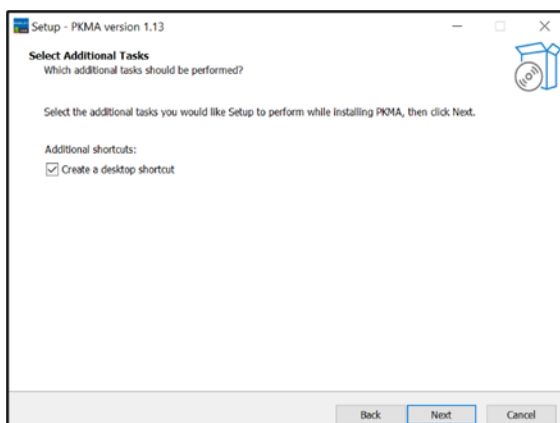 Setup - PKMA version 1.13
Select Additional Tasks
Which additional tasks should be performed?
Select the additional tasks you would like Setup to perform while installing PKMA, then click Next.
Additional shortcuts:
Create a desktop shortcut
Back Next Cancel